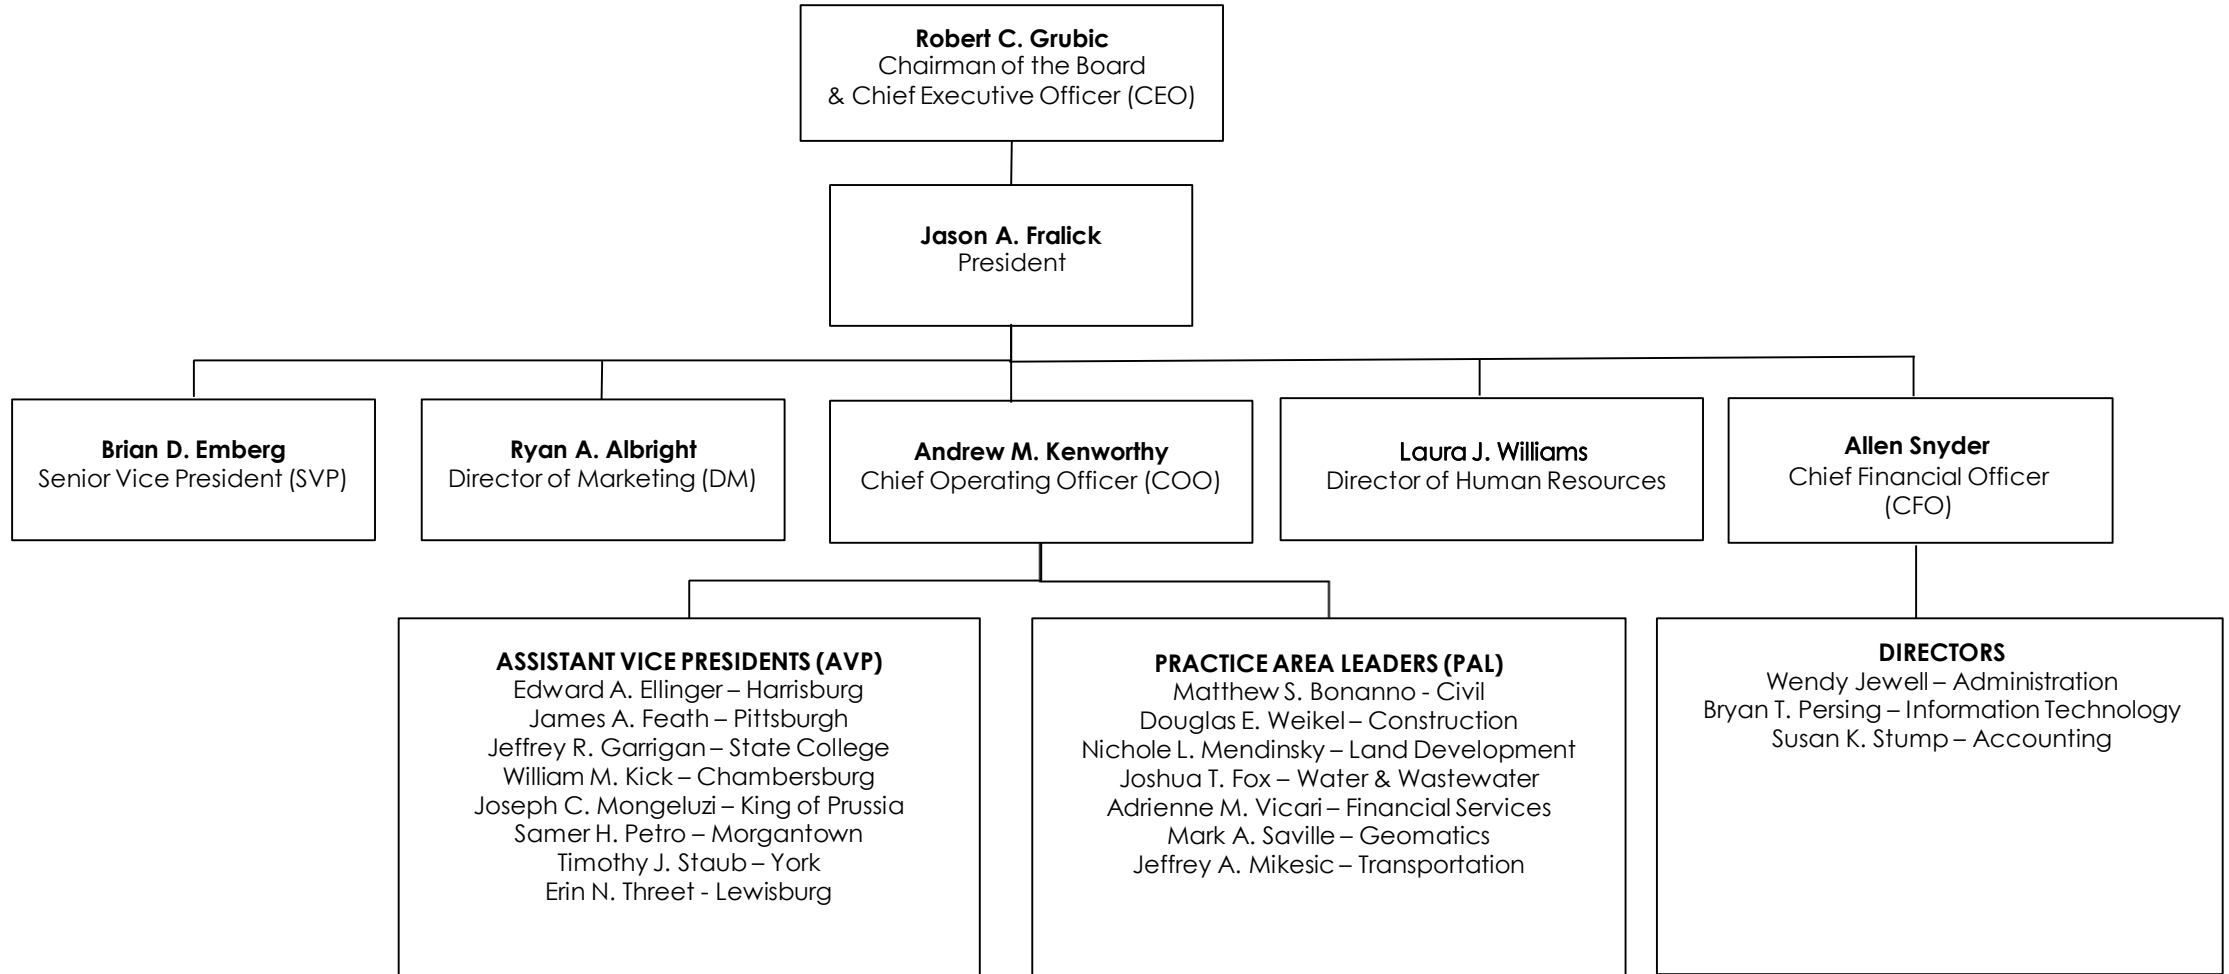 Robert C. Grubic
Chairman of the Board
& Chief Executive Officer (CEO)
Jason A. Fralick
President
Brian D. Emberg
Senior Vice President (SVP)
Ryan A. Albright
Director of Marketing (DM)
Andrew M. Kenworthy
Chief Operating Officer (COO)
Laura J. Williams
Director of Human Resources
Allen Snyder
Chief Financial Officer
(CFO)
ASSISTANT VICE PRESIDENTS (AVP)
Edward A. Ellinger – Harrisburg
James A. Feath – Pittsburgh
Jeffrey R. Garrigan – State College
William M. Kick – Chambersburg
Joseph C. Mongeluzi – King of Prussia
Samer H. Petro – Morgantown
Timothy J. Staub – York
Erin N. Threet - Lewisburg
PRACTICE AREA LEADERS (PAL)
Matthew S. Bonanno - Civil
Douglas E. Weikel – Construction
Nichole L. Mendinsky – Land Development
Joshua T. Fox – Water & Wastewater
Adrienne M. Vicari – Financial Services
Mark A. Saville – Geomatics
Jeffrey A. Mikesic – Transportation
DIRECTORS
Wendy Jewell – Administration
Bryan T. Persing – Information Technology
Susan K. Stump – Accounting